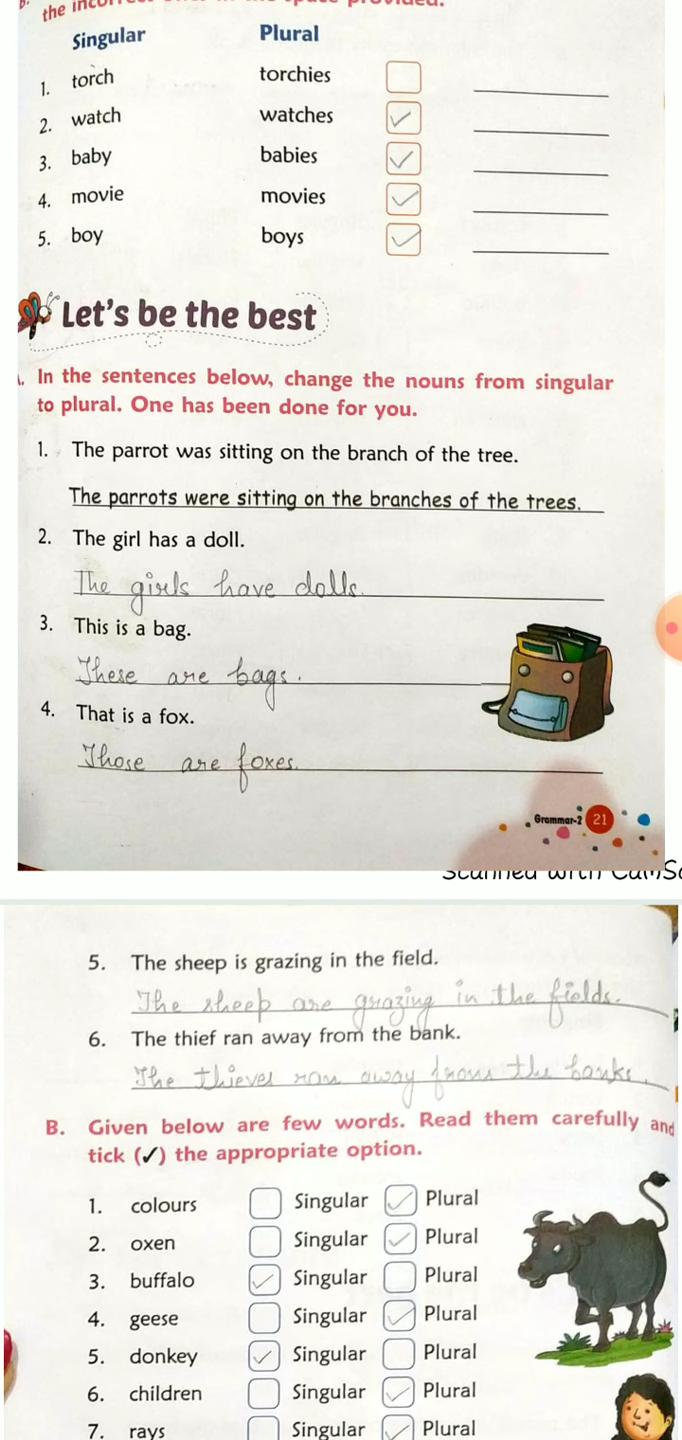 the
Singular Plural
1. torch torchies
2. watch watches ✓
3. baby babies ✓
4. movie movies ✓
5. boy boys ✓
Let's be the best
In the sentences below, change the nouns from singular
to plural. One has been done for you.
1. The parrot was sitting on the branch of the tree.
The parrots were sitting on the branches of the trees.
2. The girl has a doll.
The girls have dolls.
3. This is a bag.
These are bags.
4. That is a fox.
Those are foxes.
Grammar-2 21
Scanned with
5. The sheep is grazing in the field.
The sheep are grazing in the fields.
6. The thief ran away from the bank.
The thieves ran away from the banks.
B. Given below are few words. Read them carefully and
tick (✓) the appropriate option.
1. colours Singular ✓ Plural
2. oxen Singular ✓ Plural
3. buffalo ✓ Singular Plural
4. geese Singular ✓ Plural
5. donkey ✓ Singular Plural
6. children Singular ✓ Plural
7. rays Singular ✓ Plural